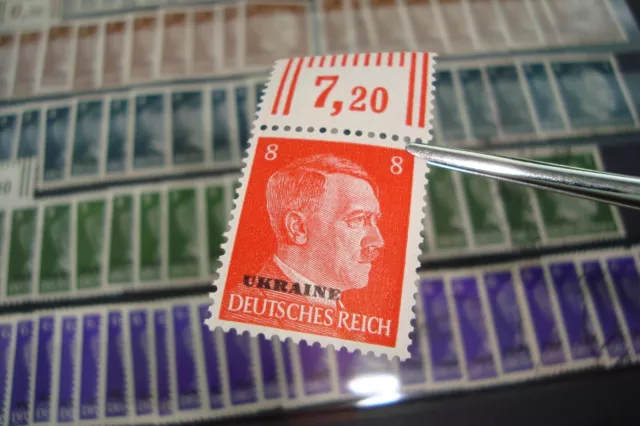 7,20
8 8
UKRAINE
DEUTSCHES REICH